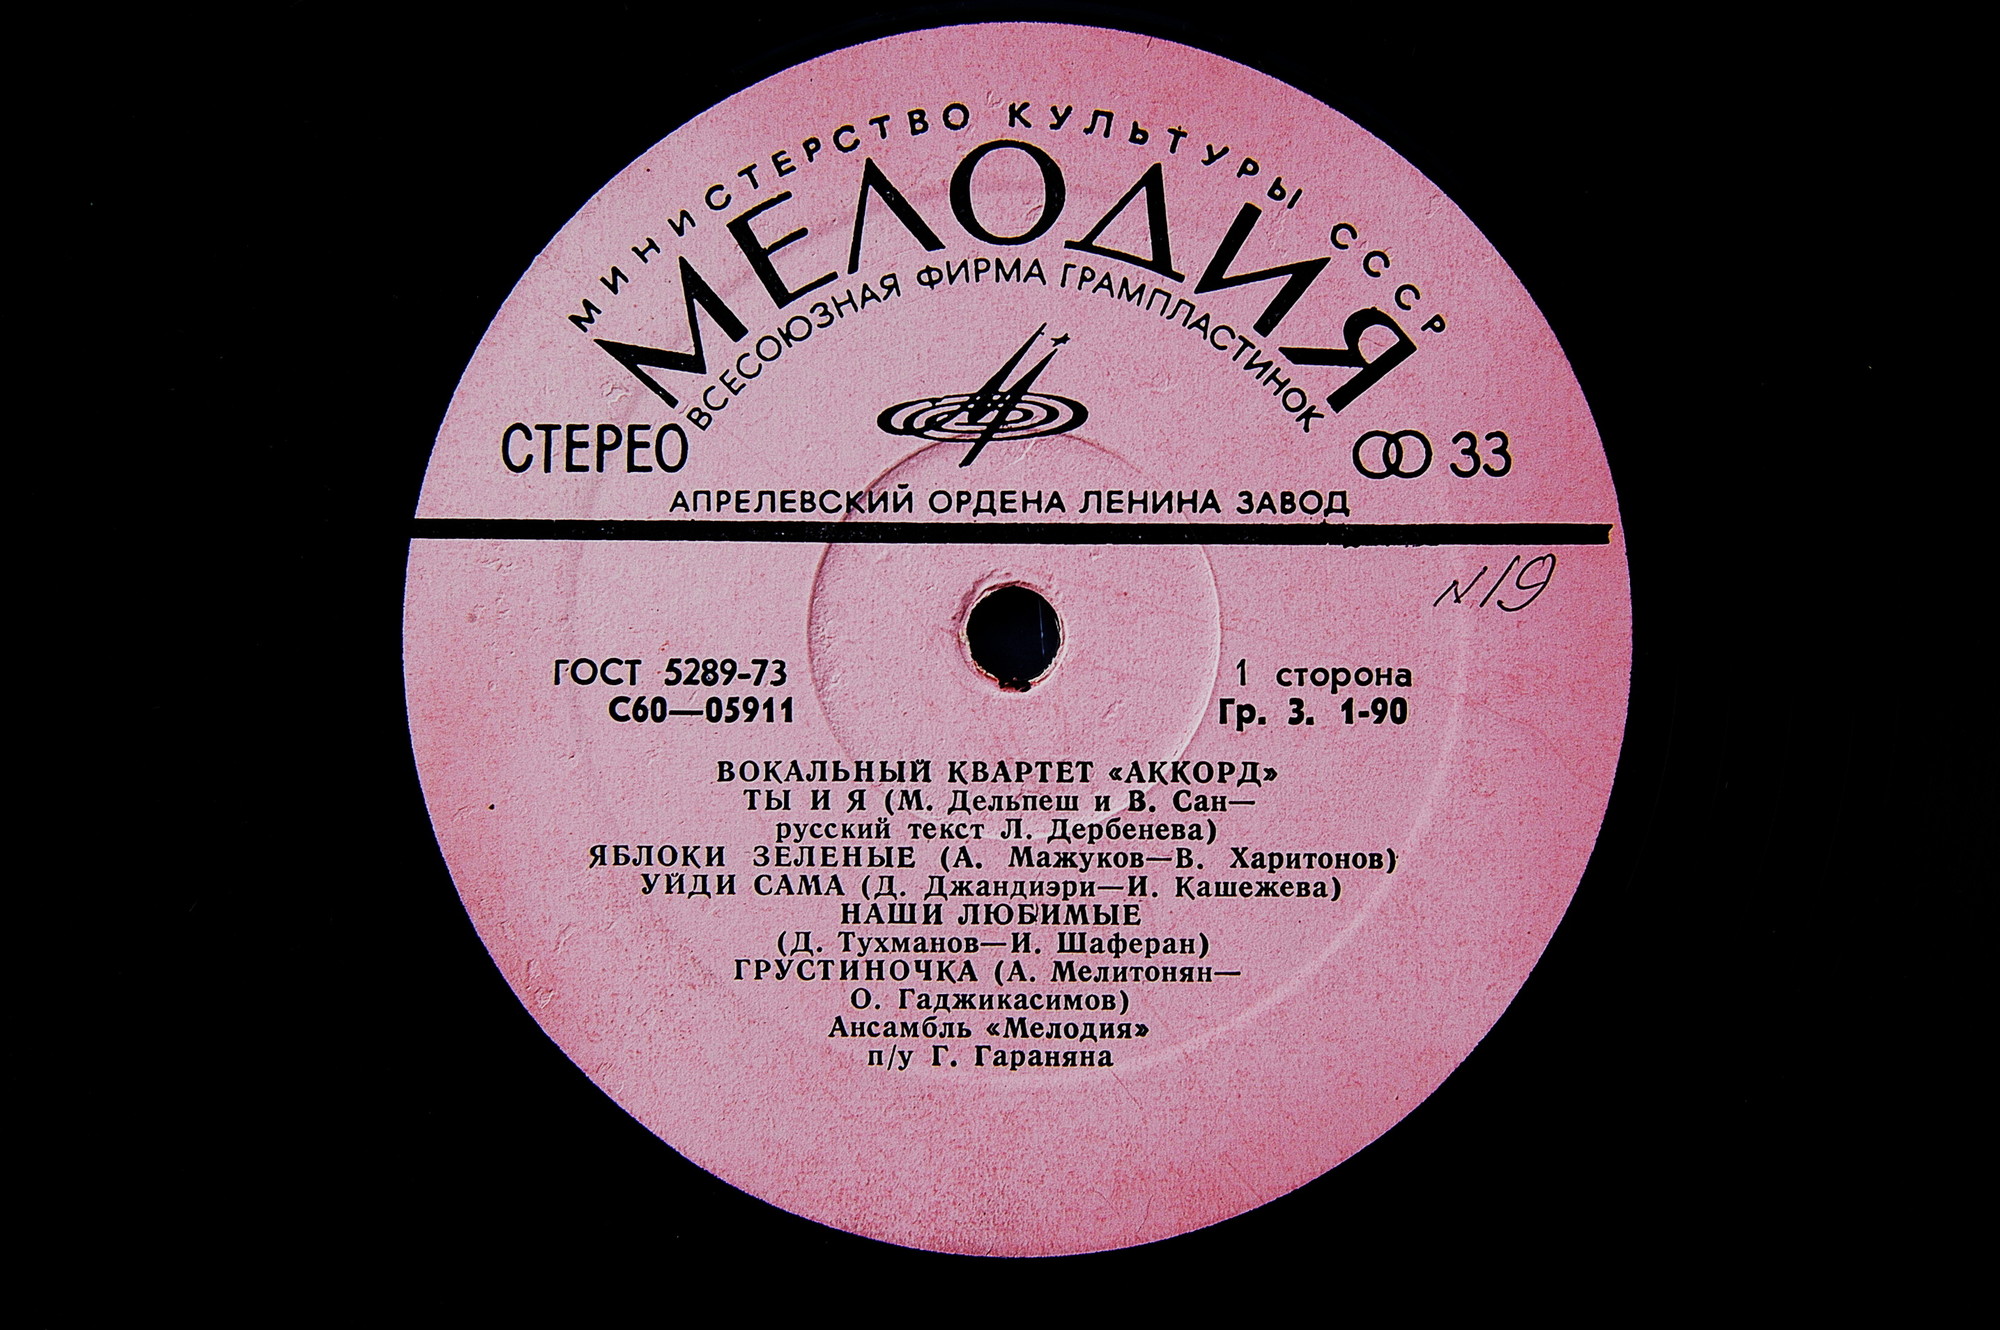 МИНИСТЕРСТВО КУЛЬТУРЫ СССР
МЕЛОДИЯ
ВСЕСОЮЗНАЯ ФИРМА ГРАМПЛАСТИНОК
СТЕРЕО
33
АПРЕЛЕВСКИЙ ОРДЕНА ЛЕНИНА ЗАВОД
N19
ГОСТ 5289-73
1 сторона
С60—05911
Гр. 3. 1-90
ВОКАЛЬНЫЙ КВАРТЕТ «АККОРД»
ТЫ И Я (М. Дельпеш и В. Сан—
русский текст Л. Дербенева)
ЯБЛОКИ ЗЕЛЕНЫЕ (А. Мажуков—В. Харитонов)
УЙДИ САМА (Д. Джандиэри—И. Кашежева)
НАШИ ЛЮБИМЫЕ
(Д. Тухманов—И. Шаферан)
ГРУСТИНОЧКА (А. Мелитонян—
О. Гаджикасимов)
Ансамбль «Мелодия»
п/у Г. Гараняна